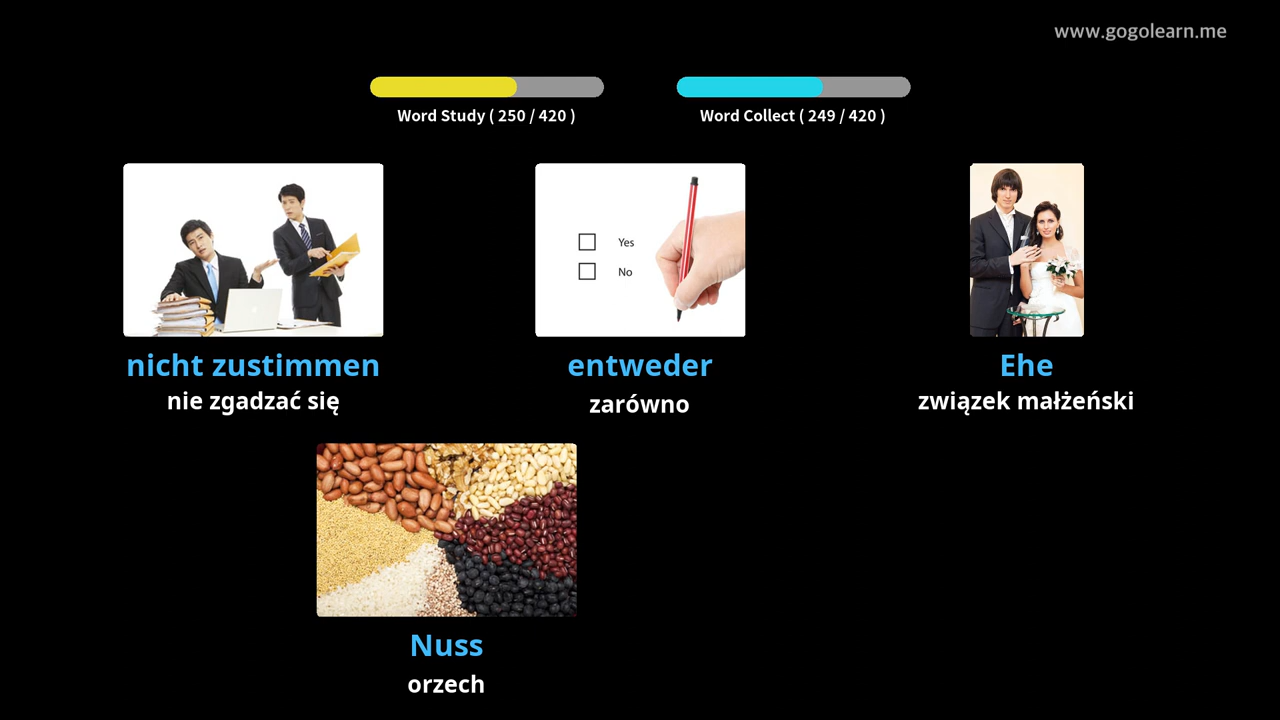 www.gogolearn.me
Word Study ( 250 / 420 )
Word Collect ( 249 / 420 )
Yes
No
nicht zustimmen
nie zgadzać się
entweder
zarówno
Ehe
związek małżeński
Nuss
orzech